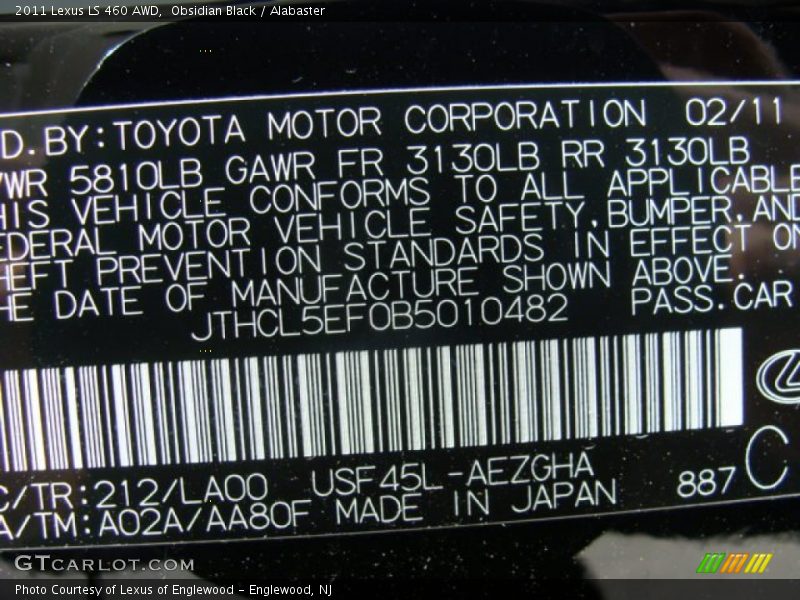 2011 Lexus LS 460 AWD, Obsidian Black / Alabaster
D.BY:TOYOTA MOTOR CORPORATION 02/11
VWR 5810LB GAWR FR 3130LB RR 3130LB
HIS VEHICLE CONFORMS TO ALL APPLICABLE
EDERAL MOTOR VEHICLE SAFETY,BUMPER,AND
HEFT PREVENTION STANDARDS IN EFFECT ON
HE DATE OF MANUFACTURE SHOWN ABOVE.
JTHCL5EF0B5010482 PASS.CAR
C/TR:212/LA00 USF45L-AEZGHA
A/TM:A02A/AA80F MADE IN JAPAN 887 C
GTCARLOT.COM
Photo Courtesy of Lexus of Englewood - Englewood, NJ